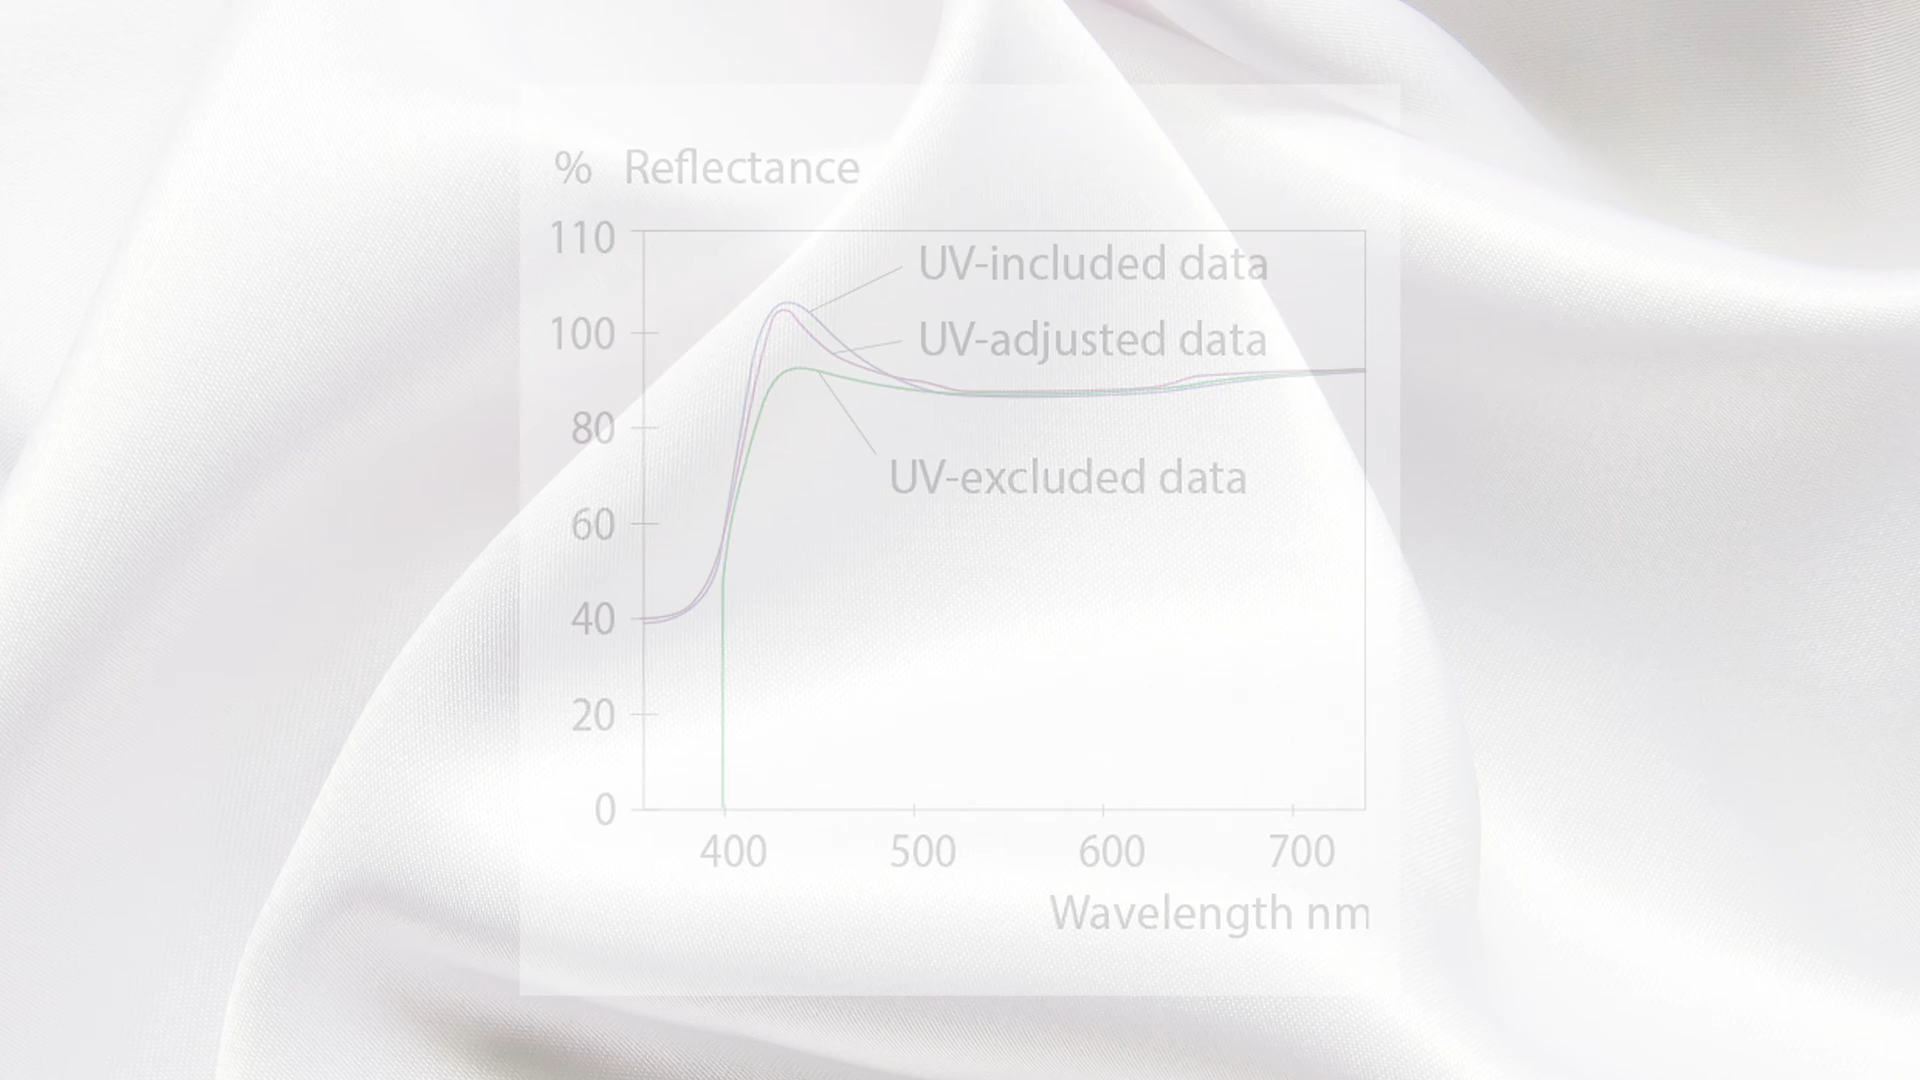 % Reflectance
110
UV-included data
100
UV-adjusted data
80
UV-excluded data
60
40
20
0
400 500 600 700
Wavelength nm